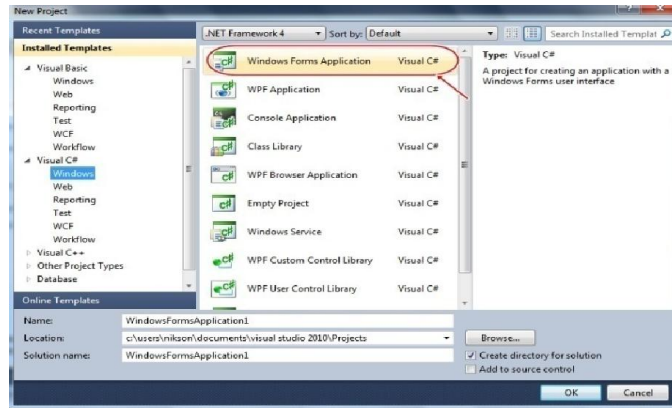 New Project
Recent Templates
Installed Templates
Visual Basic
Windows
Web
Reporting
Test
WCF
Workflow
Visual C#
Windows
Web
Reporting
Test
WCF
Workflow
Visual C++
Other Project Types
Database
Online Templates
.NET Framework 4 Sort by: Default
Search Installed Templat
Windows Forms Application Visual C#
WPF Application Visual C#
Console Application Visual C#
Class Library Visual C#
WPF Browser Application Visual C#
Empty Project Visual C#
Windows Service Visual C#
WPF Custom Control Library Visual C#
WPF User Control Library Visual C#
Type: Visual C#
A project for creating an application with a
Windows Forms user interface
Name: WindowsFormsApplication1
Location: c:\users\nikson\documents\visual studio 2010\Projects
Browse...
Solution name: WindowsFormsApplication1
Create directory for solution
Add to source control
OK Cancel